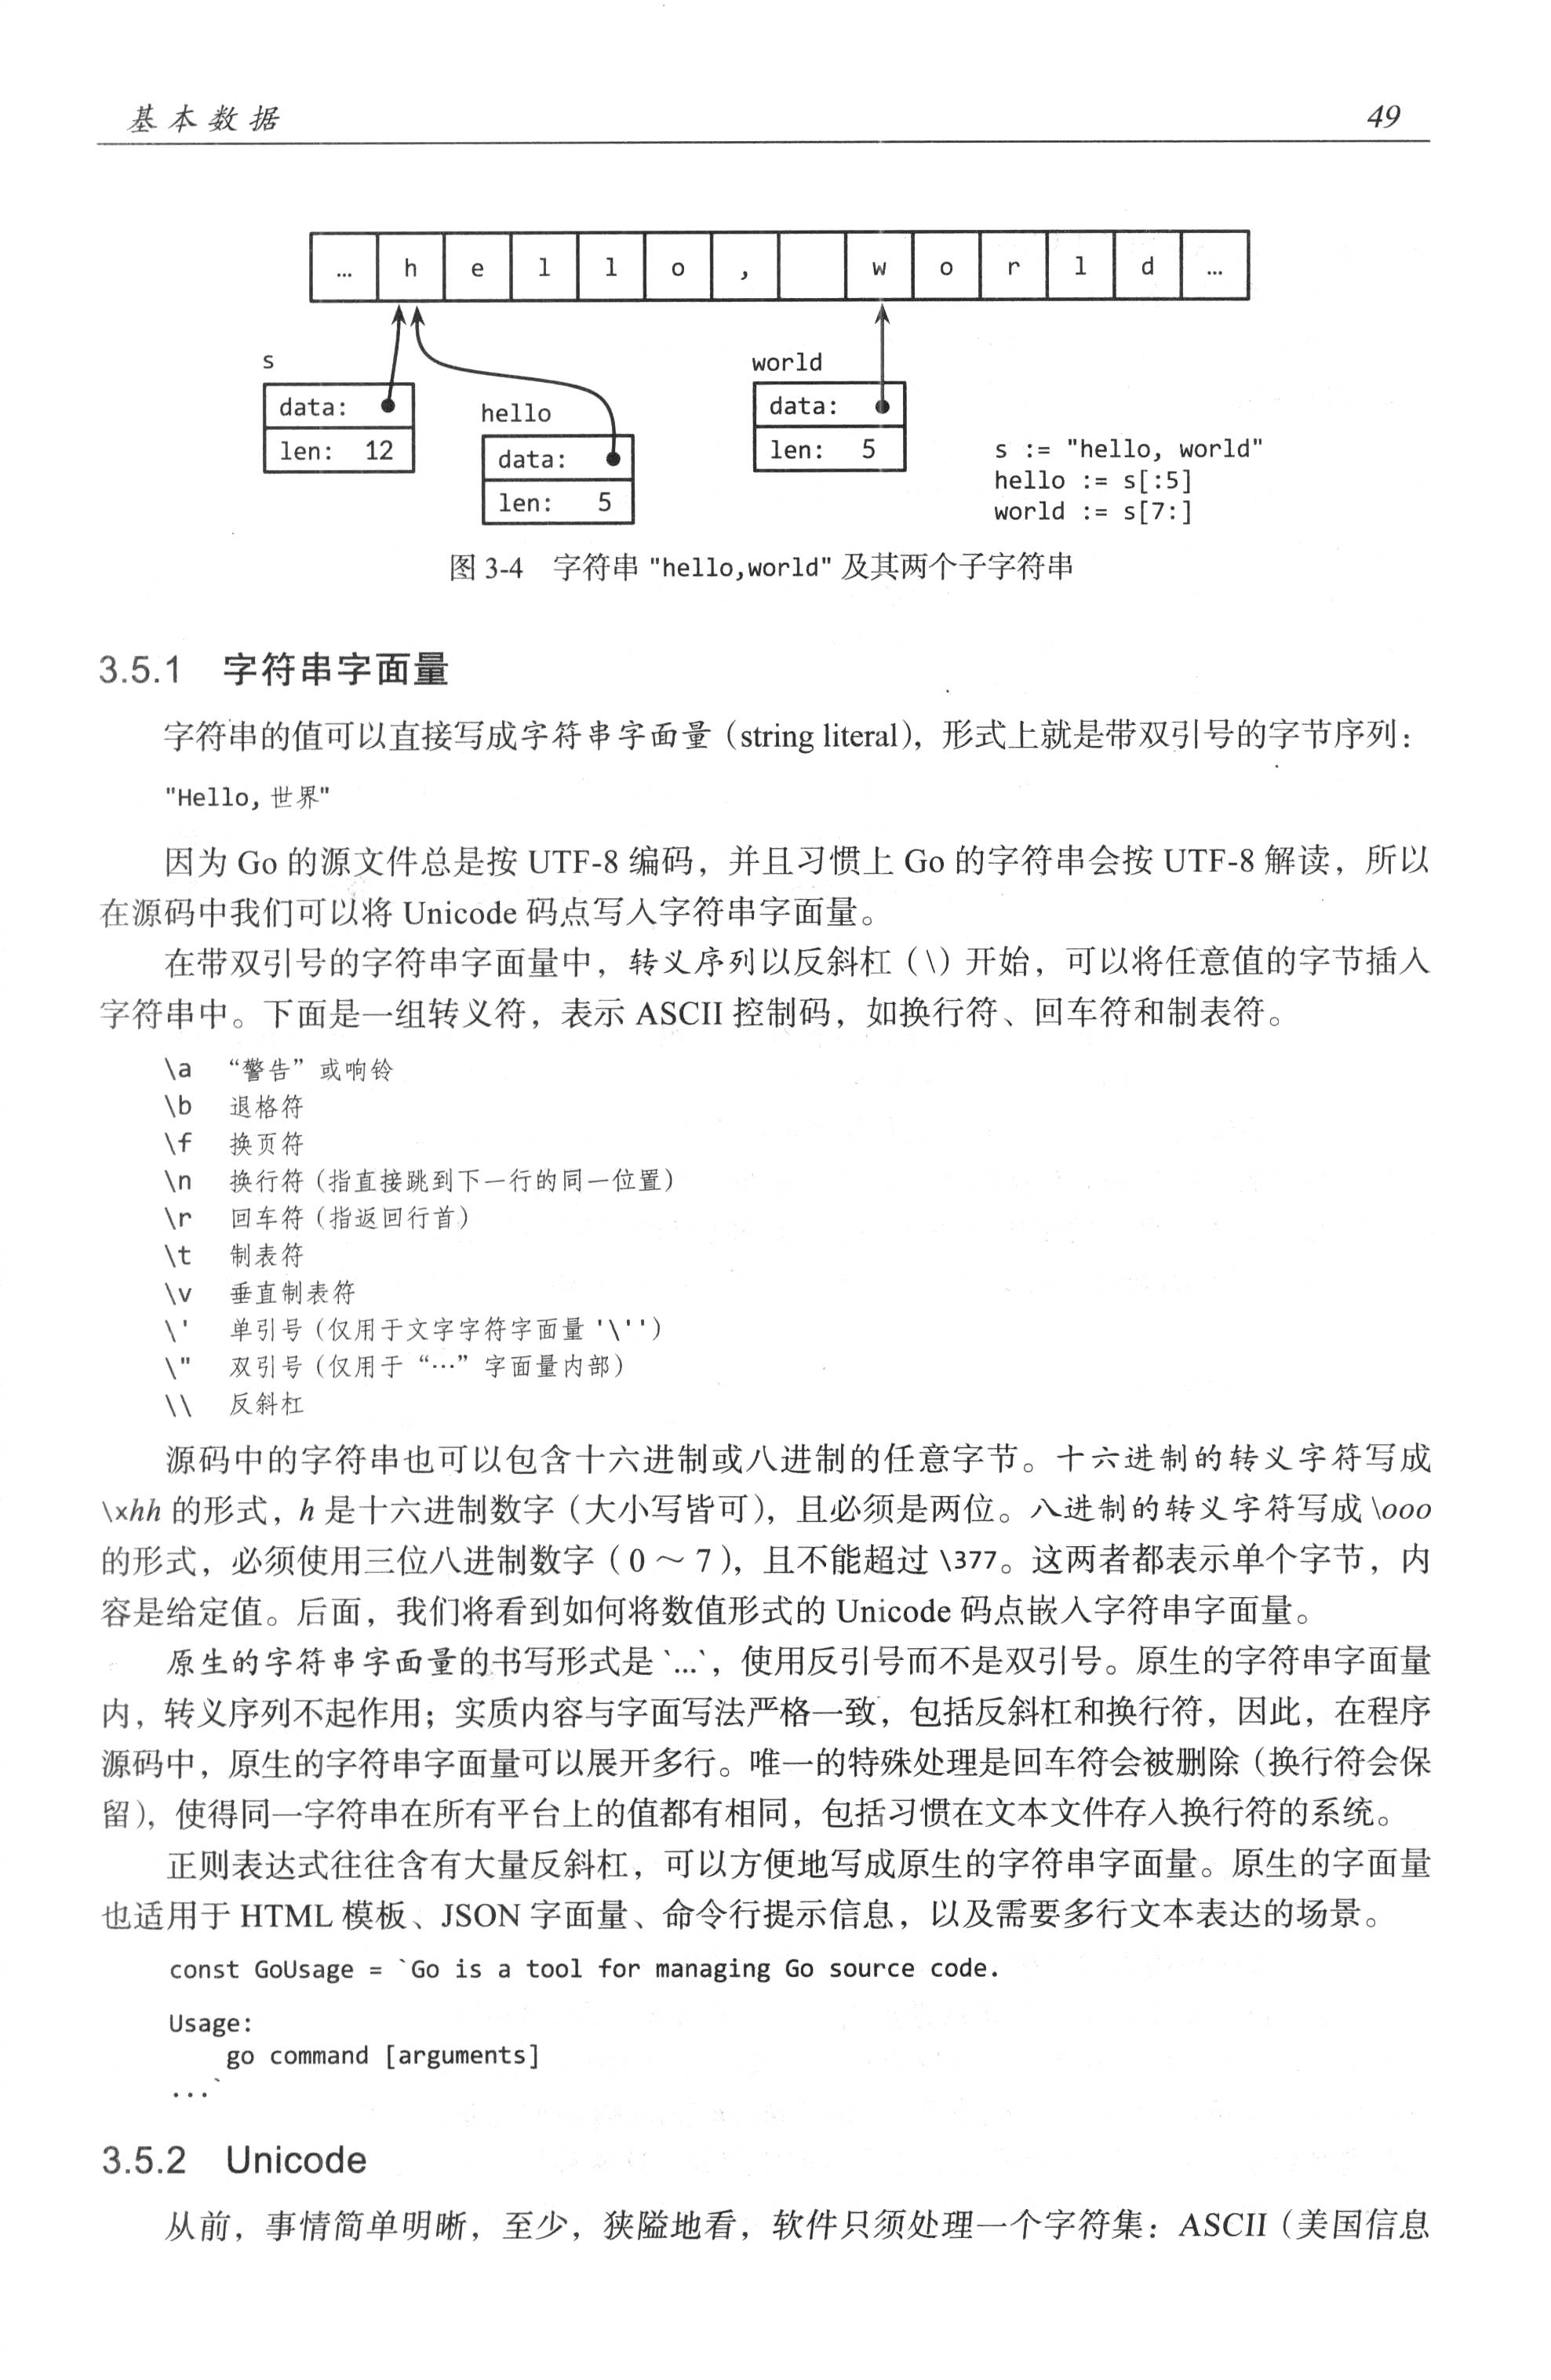 基本数据 49
... h e l l o , w o r l d ...
s
data:
len: 12
hello
data:
len: 5
world
data:
len: 5
s := "hello, world"
hello := s[:5]
world := s[7:]
图 3-4 字符串 "hello,world" 及其两个子字符串
3.5.1 字符串字面量
字符串的值可以直接写成字符串字面量（string literal），形式上就是带双引号的字节序列：
"Hello, 世界"
因为 Go 的源文件总是按 UTF-8 编码，并且习惯上 Go 的字符串会按 UTF-8 解读，所以
在源码中我们可以将 Unicode 码点写入字符串字面量。
在带双引号的字符串字面量中，转义序列以反斜杠（\）开始，可以将任意值的字节插入
字符串中。下面是一组转义符，表示 ASCII 控制码，如换行符、回车符和制表符。
\a “警告”或响铃
\b 退格符
\f 换页符
\n 换行符（指直接跳到下一行的同一位置）
\r 回车符（指返回行首）
\t 制表符
\v 垂直制表符
\' 单引号（仅用于文字字符字面量 '\''）
\" 双引号（仅用于“…”字面量内部）
\\ 反斜杠
源码中的字符串也可以包含十六进制或八进制的任意字节。十六进制的转义字符写成
\xhh 的形式，h 是十六进制数字（大小写皆可），且必须是两位。八进制的转义字符写成 \ooo
的形式，必须使用三位八进制数字（0～7），且不能超过 \377。这两者都表示单个字节，内
容是给定值。后面，我们将看到如何将数值形式的 Unicode 码点嵌入字符串字面量。
原生的字符串字面量的书写形式是 `...`，使用反引号而不是双引号。原生的字符串字面量
内，转义序列不起作用；实质内容与字面写法严格一致，包括反斜杠和换行符，因此，在程序
源码中，原生的字符串字面量可以展开多行。唯一的特殊处理是回车符会被删除（换行符会保
留），使得同一字符串在所有平台上的值都有相同，包括习惯在文本文件存入换行符的系统。
正则表达式往往含有大量反斜杠，可以方便地写成原生的字符串字面量。原生的字面量
也适用于 HTML 模板、JSON 字面量、命令行提示信息，以及需要多行文本表达的场景。
const GoUsage = `Go is a tool for managing Go source code.
Usage:
go command [arguments]
...`
3.5.2 Unicode
从前，事情简单明晰，至少，狭隘地看，软件只须处理一个字符集：ASCII（美国信息